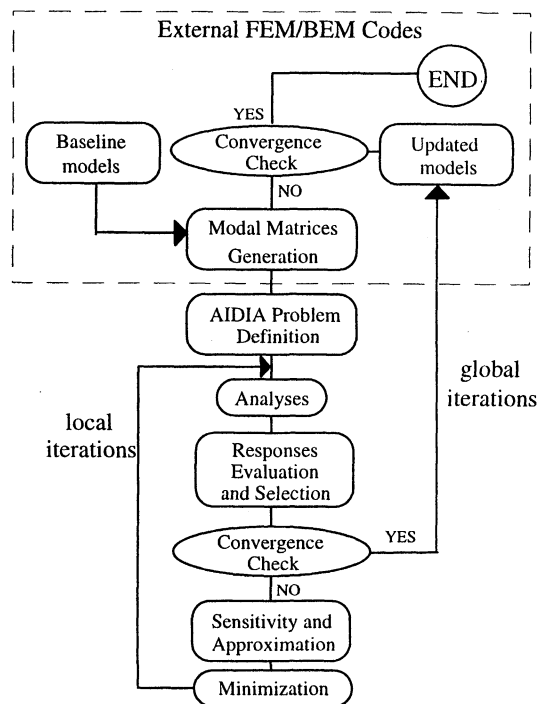 External FEM/BEM Codes
END
YES
Baseline
models
Convergence
Check
Updated
models
NO
Modal Matrices
Generation
AIDIA Problem
Definition
global
iterations
Analyses
local
iterations
Responses
Evaluation
and Selection
Convergence
Check
YES
NO
Sensitivity and
Approximation
Minimization